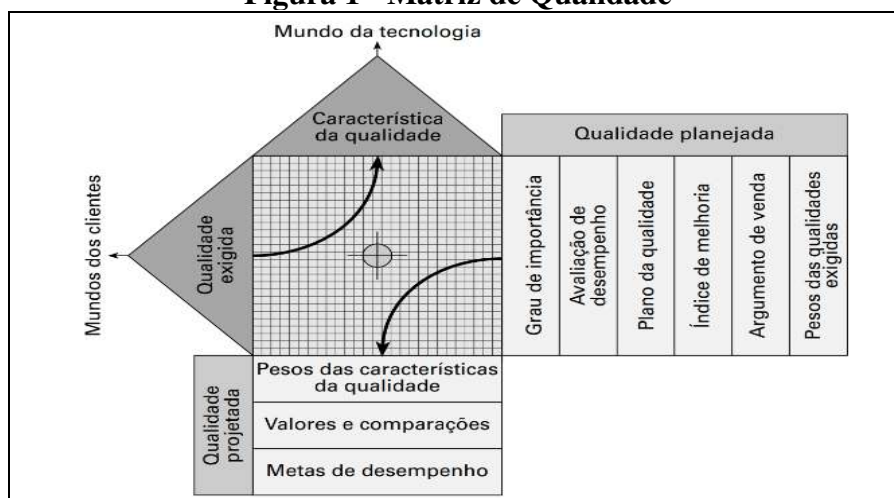 Figura 1 - Matriz de Qualidade
Mundo da tecnologia
Característica
da qualidade
Qualidade planejada
Mundos dos clientes
Qualidade
exigida
Grau de importância
Avaliação de
desempenho
Plano da qualidade
Índice de melhoria
Argumento de venda
Pesos das qualidades
exigidas
Qualidade
projetada
Pesos das características
da qualidade
Valores e comparações
Metas de desempenho